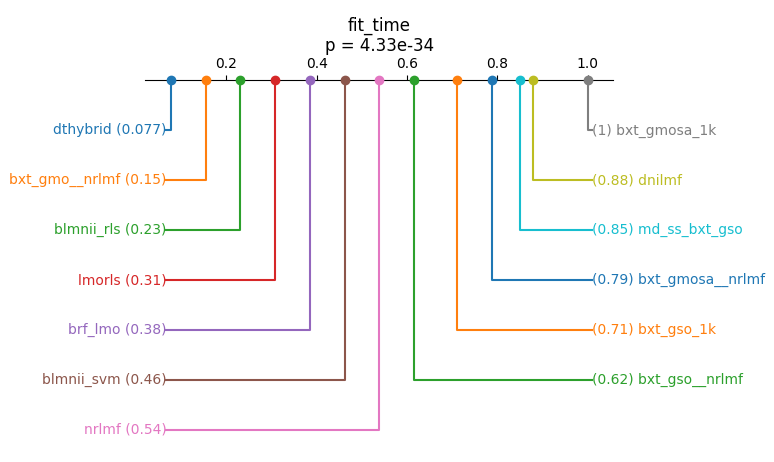 fit_time
p = 4.33e-34
0.2 0.4 0.6 0.8 1.0
dthybrid (0.077)
(1) bxt_gmosa_1k
bxt_gmo__nrlmf (0.15)
(0.88) dnilmf
blmnii_rls (0.23)
(0.85) md_ss_bxt_gso
lmorls (0.31)
(0.79) bxt_gmosa__nrlmf
brf_lmo (0.38)
(0.71) bxt_gso_1k
blmnii_svm (0.46)
(0.62) bxt_gso__nrlmf
nrlmf (0.54)